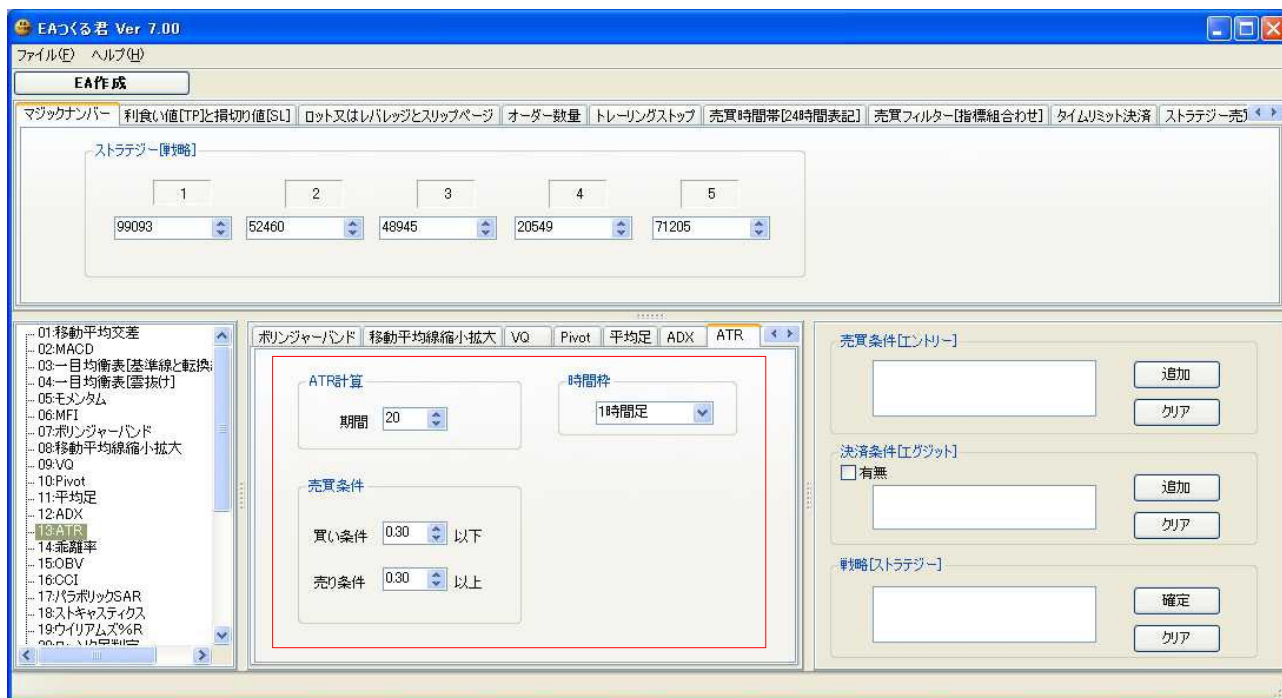 EAつくる君 Ver 7.00
ファイル(F) ヘルプ(H)
EA作成
マジックナンバー 利食い値[TP]と損切り値[SL] ロット又はレバレッジとスリップページ オーダー数量 トレーリングストップ 売買時間帯[24時間表記] 売買フィルター[指標組合わせ] タイムリミット決済 ストラテジー売
ストラテジー[戦略]
1 2 3 4 5
99093 52460 48945 20549 71205
01:移動平均交差
02:MACD
03:一目均衡表[基準線と転換
04:一目均衡表[雲抜け]
05:モメンタム
06:MFI
07:ボリンジャーバンド
08:移動平均線縮小拡大
09:VQ
10:Pivot
11:平均足
12:ADX
13:ATR
14:乖離率
15:OBV
16:CCI
17:パラボリックSAR
18:ストキャスティクス
19:ウイリアムズ%R
ボリンジャーバンド 移動平均線縮小拡大 VQ Pivot 平均足 ADX ATR
ATR計算
期間 20
時間枠
1時間足
売買条件
買い条件 0.30 以下
売り条件 0.30 以上
売買条件[エントリー]
追加
クリア
決済条件[エグジット]
有無
追加
クリア
戦略[ストラテジー]
確定
クリア